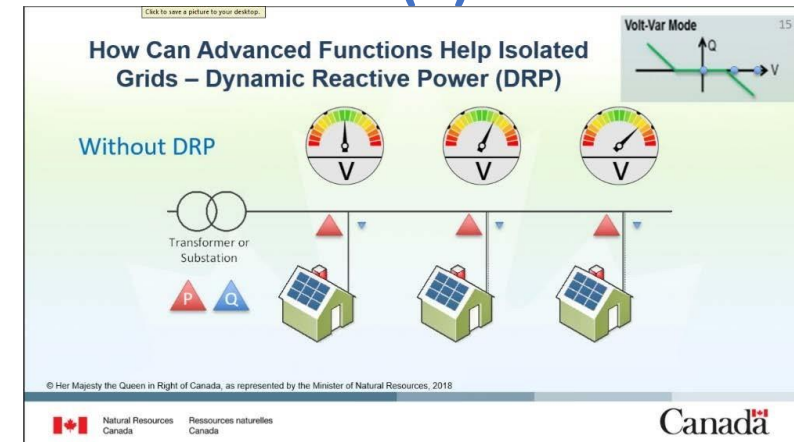 Click to save a picture to your desktop.
Volt-Var Mode
15
Q
V
How Can Advanced Functions Help Isolated
Grids – Dynamic Reactive Power (DRP)
Without DRP
V
V
V
Transformer or
Substation
P
Q
© Her Majesty the Queen in Right of Canada, as represented by the Minister of Natural Resources, 2018
Natural Resources
Canada
Ressources naturelles
Canada
Canada